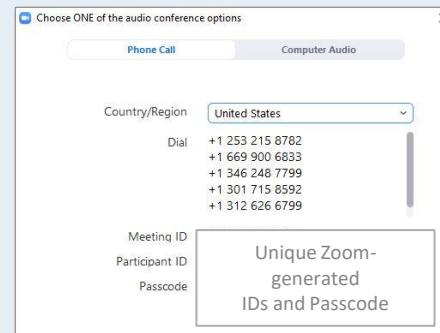 Choose ONE of the audio conference options
Phone Call Computer Audio
Country/Region United States
Dial +1 253 215 8782
+1 669 900 6833
+1 346 248 7799
+1 301 715 8592
+1 312 626 6799
Meeting ID
Participant ID
Passcode
Unique Zoom-
generated
IDs and Passcode